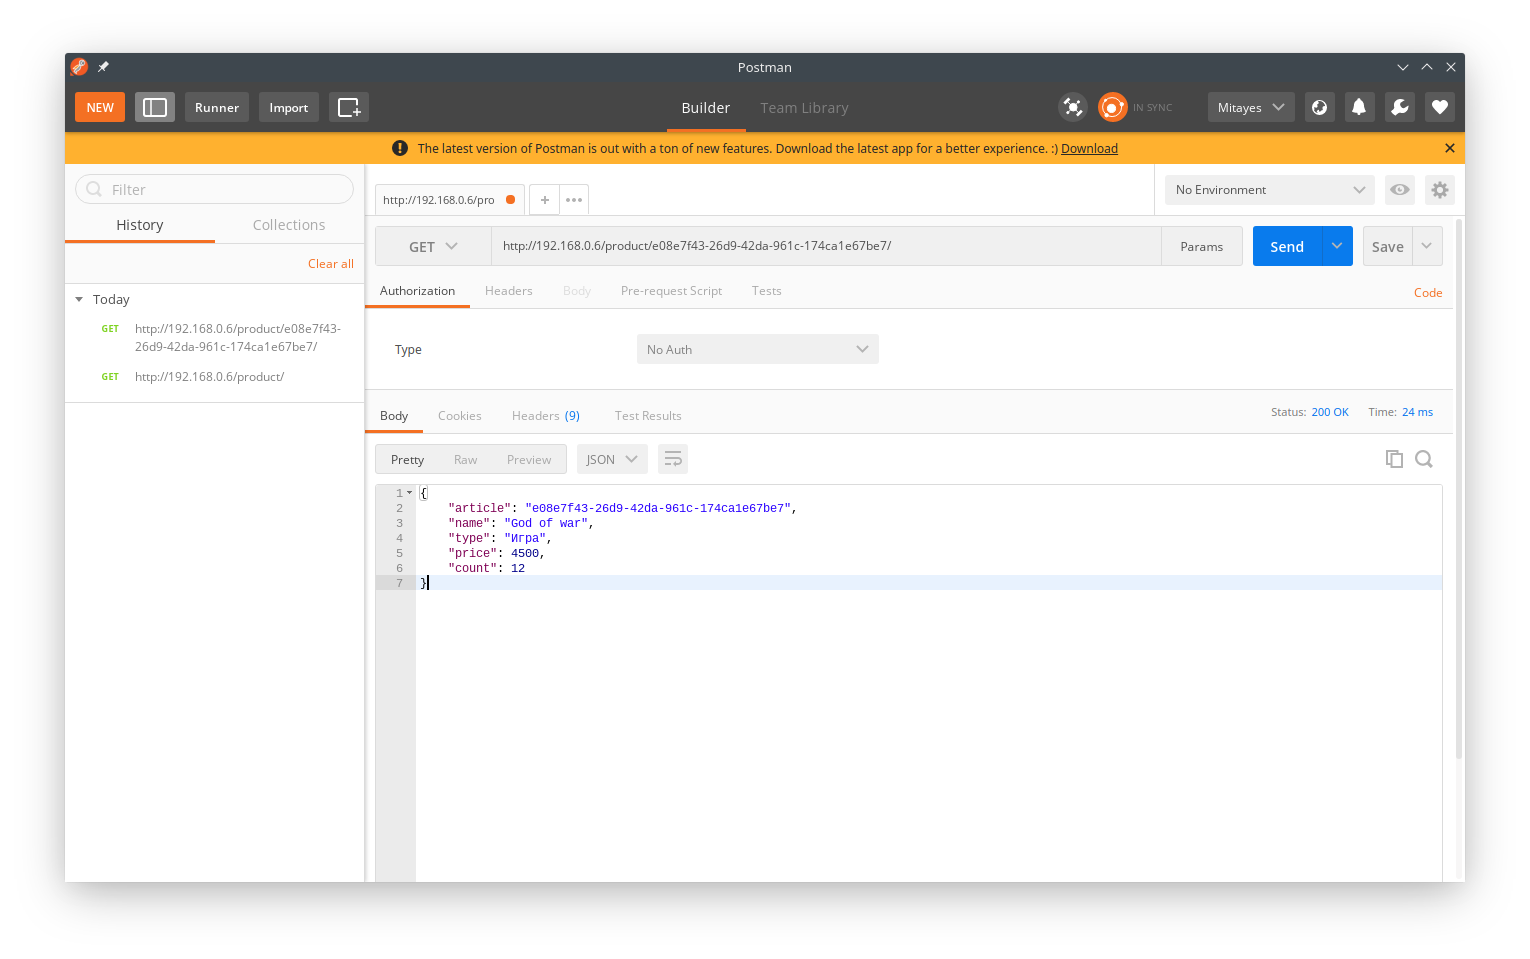 Postman
NEW
Runner
Import
Builder
Team Library
IN SYNC
Mitayes
The latest version of Postman is out with a ton of new features. Download the latest app for a better experience. :) Download
Filter
History
Collections
Clear all
Today
GET http://192.168.0.6/product/e08e7f43-
26d9-42da-961c-174ca1e67be7/
GET http://192.168.0.6/product/
http://192.168.0.6/pro
No Environment
GET
http://192.168.0.6/product/e08e7f43-26d9-42da-961c-174ca1e67be7/
Params
Send
Save
Authorization
Headers
Body
Pre-request Script
Tests
Code
Type
No Auth
Body
Cookies
Headers (9)
Test Results
Status: 200 OK
Time: 24 ms
Pretty
Raw
Preview
JSON
1 {
2 "article": "e08e7f43-26d9-42da-961c-174ca1e67be7",
3 "name": "God of war",
4 "type": "Игра",
5 "price": 4500,
6 "count": 12
7 }